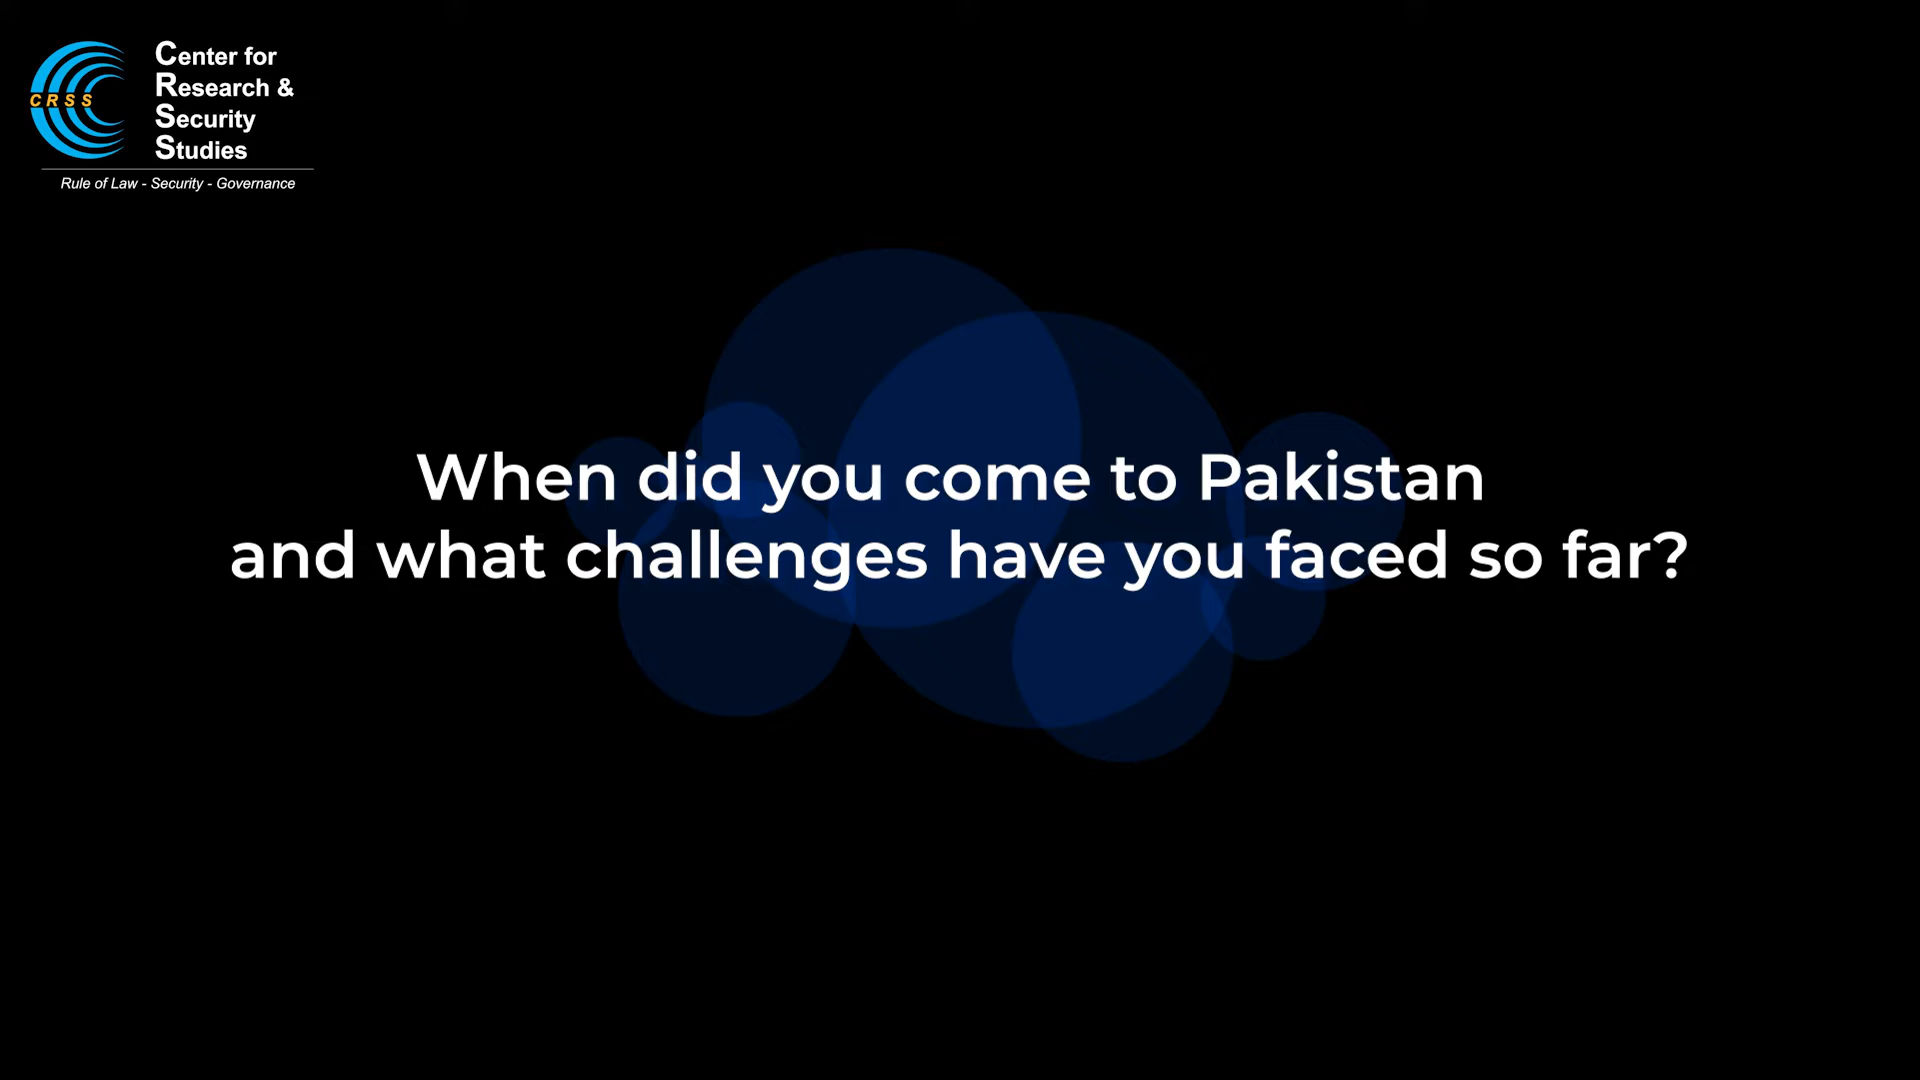 CRSS
Center for
Research &
Security
Studies
Rule of Law - Security - Governance
When did you come to Pakistan
and what challenges have you faced so far?